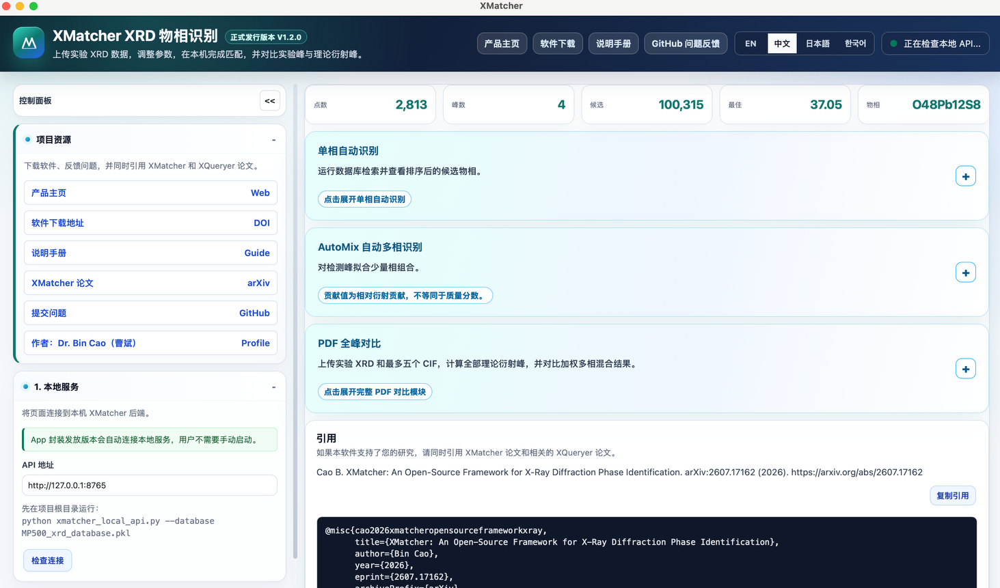 XMatcher
XMatcher XRD 物相识别
正式发行版本 V1.2.0
上传实验 XRD 数据，调整参数，在本机完成匹配，并对比实验峰与理论衍射峰。
产品主页
软件下载
说明手册
GitHub 问题反馈
EN
中文
日本語
한국어
正在检查本地 API...
控制面板
<<
项目资源
-
下载软件、反馈问题，并同时引用 XMatcher 和 XQueryer 论文。
产品主页 Web
软件下载地址 DOI
说明手册 Guide
XMatcher 论文 arXiv
提交问题 GitHub
作者：Dr. Bin Cao（曹斌） Profile
1. 本地服务
-
将页面连接到本机 XMatcher 后端。
App 封装发放版本会自动连接本地服务，用户不需要手动启动。
API 地址
http://127.0.0.1:8765
先在项目根目录运行：
python xmatcher_local_api.py --database
MP500_xrd_database.pkl
检查连接
点数 2,813
峰数 4
候选 100,315
最佳 37.05
物相 O48Pb12S8
单相自动识别
运行数据库检索并查看排序后的候选物相。
点击展开单相自动识别
+
AutoMix 自动多相识别
对检测峰拟合少量相组合。
贡献值为相对衍射贡献，不等同于质量分数。
+
PDF 全峰对比
上传实验 XRD 和最多五个 CIF，计算全部理论衍射峰，并对比加权多相混合结果。
点击展开完整 PDF 对比模块
+
引用
如果本软件支持了您的研究，请同时引用 XMatcher 论文和相关的 XQueryer 论文。
Cao B. XMatcher: An Open-Source Framework for X-Ray Diffraction Phase Identification. arXiv:2607.17162 (2026). https://arxiv.org/abs/2607.17162
复制引用
@misc{cao2026xmatcheropensourceframeworkxray,
title={XMatcher: An Open-Source Framework for X-Ray Diffraction Phase Identification},
author={Bin Cao},
year={2026},
eprint={2607.17162},
archivePrefix={arXiv},